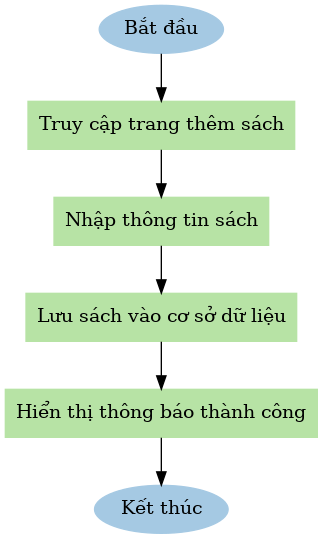 Bắt đầu
Truy cập trang thêm sách
Nhập thông tin sách
Lưu sách vào cơ sở dữ liệu
Hiển thị thông báo thành công
Kết thúc